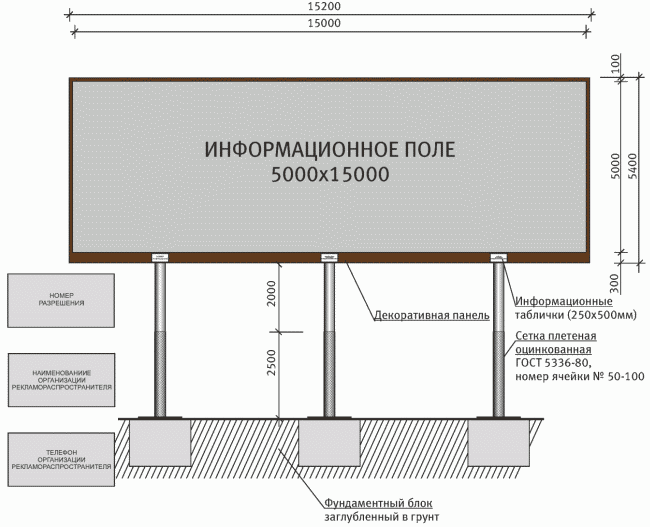 15200
15000
100
5000
5400
300
ИНФОРМАЦИОННОЕ ПОЛЕ
5000х15000
2000
2500
НОМЕР
РАЗРЕШЕНИЯ
НАИМЕНОВАНИИЕ
ОРГАНИЗАЦИИ
РЕКЛАМОРАСПРОСТРАНИТЕЛЯ
ТЕЛЕФОН
ОРГАНИЗАЦИИ
РЕКЛАМОРАСПРОСТРАНИТЕЛЯ
Декоративная панель
Информационные
таблички (250х500мм)
Сетка плетеная
оцинкованная
ГОСТ 5336-80,
номер ячейки № 50-100
Фундаментный блок
заглубленный в грунт